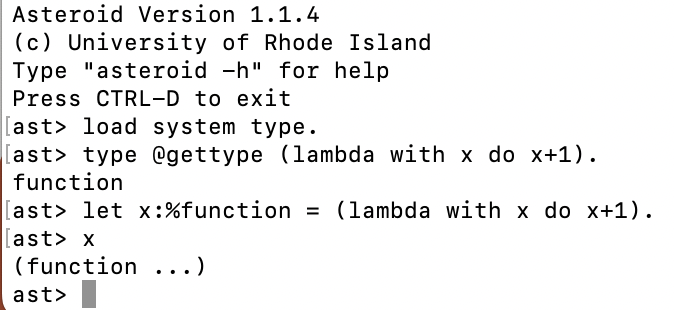 Asteroid Version 1.1.4
(c) University of Rhode Island
Type "asteroid -h" for help
Press CTRL-D to exit
[ast> load system type.
[ast> type @gettype (lambda with x do x+1).
function
[ast> let x:%function = (lambda with x do x+1).
[ast> x
(function ...)
ast>